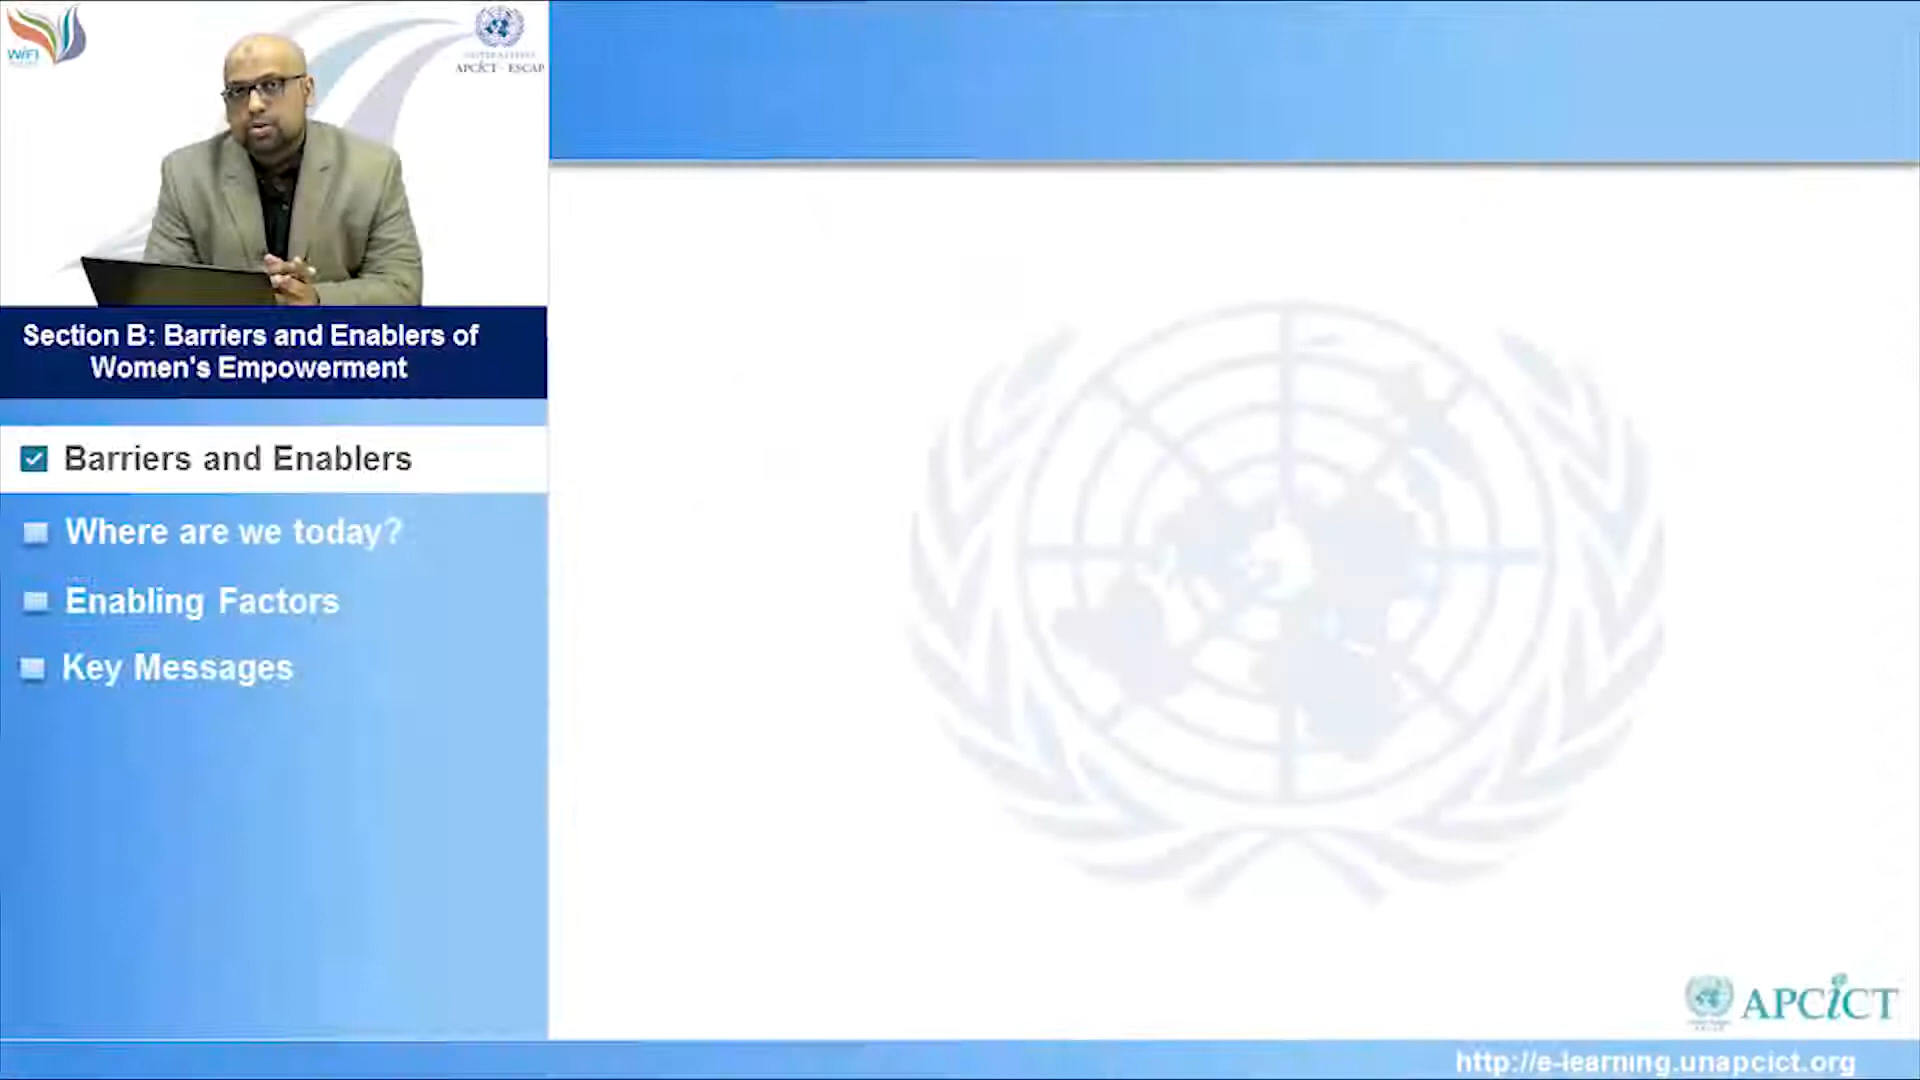 WiFi
APCiCT - ESCAP
Section B: Barriers and Enablers of
Women's Empowerment
Barriers and Enablers
Where are we today?
Enabling Factors
Key Messages
APCiCT
http://e-learning.unapcict.org